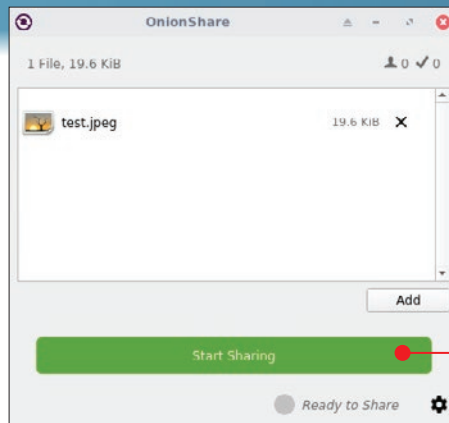 OnionShare
1 File, 19.6 KiB
0 0
test.jpeg 19.6 KiB
Add
Start Sharing
Ready to Share